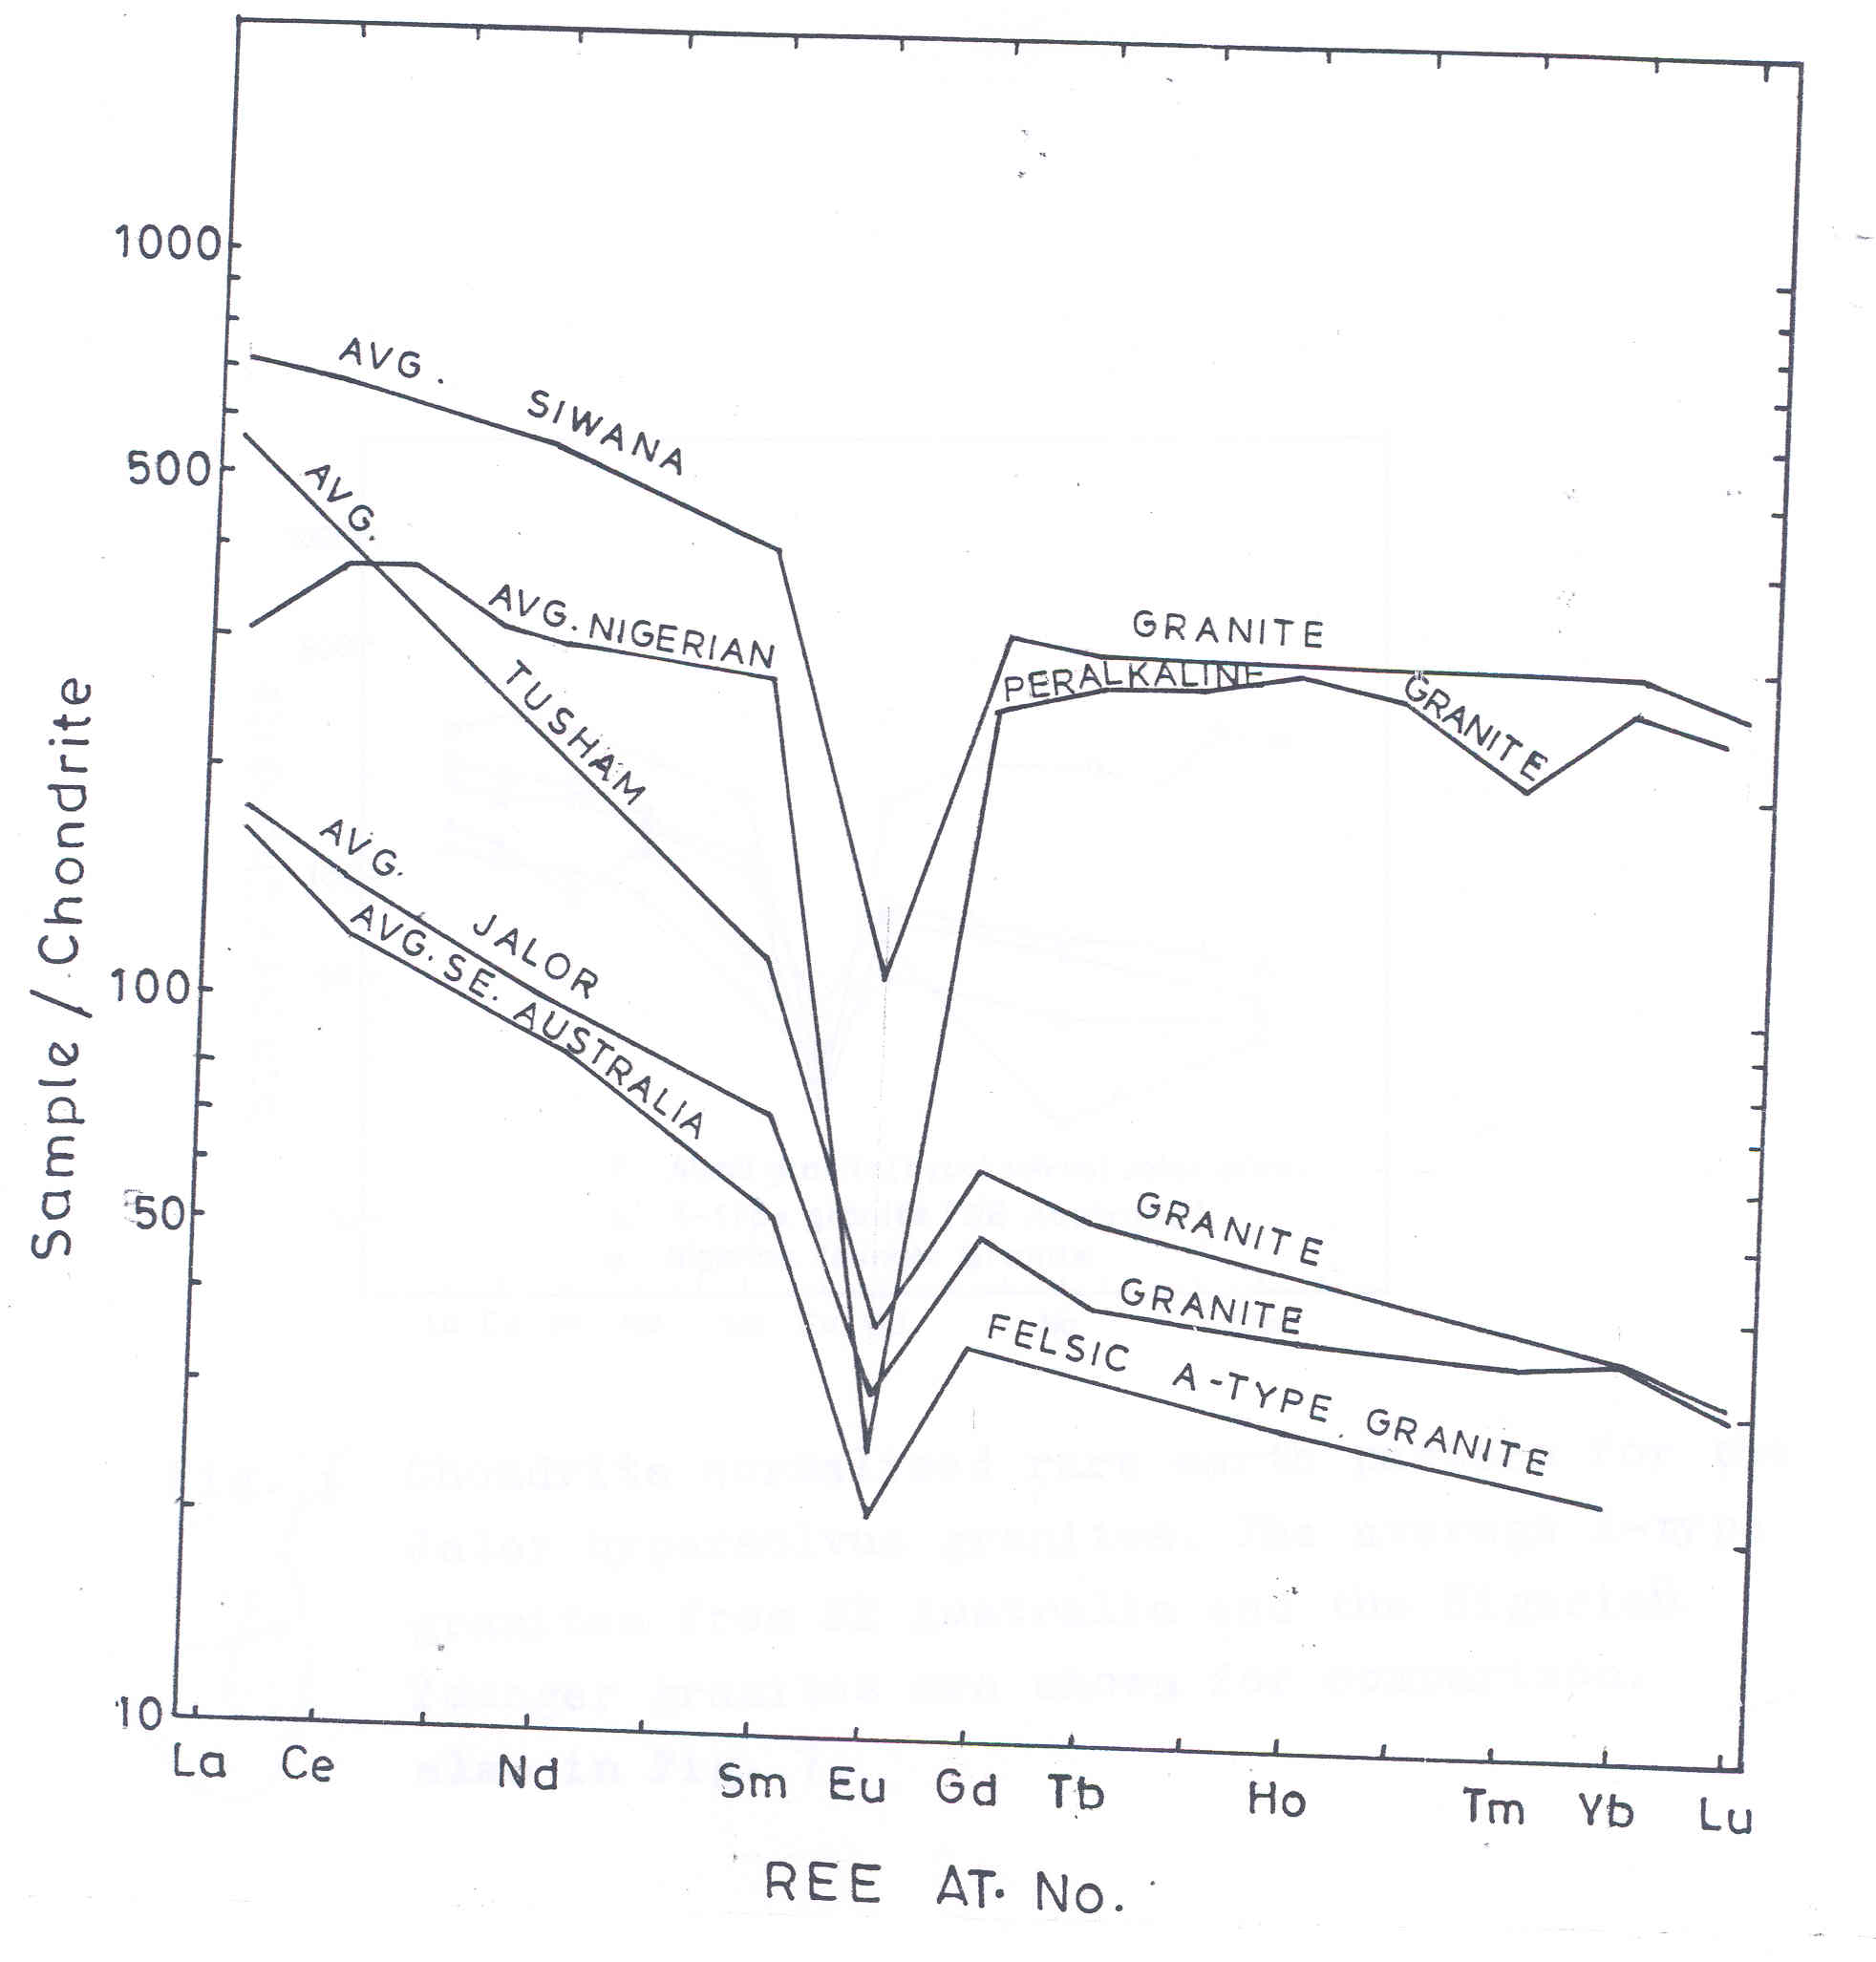 1000
500
100
50
10
Sample / Chondrite
AVG. SIWANA GRANITE
AVG. TUSHAM GRANITE
AVG. NIGERIAN PERALKALINE GRANITE
AVG. JALOR GRANITE
AVG. SE. AUSTRALIA FELSIC A-TYPE GRANITE
La Ce Nd Sm Eu Gd Tb Ho Tm Yb Lu
REE AT. No.